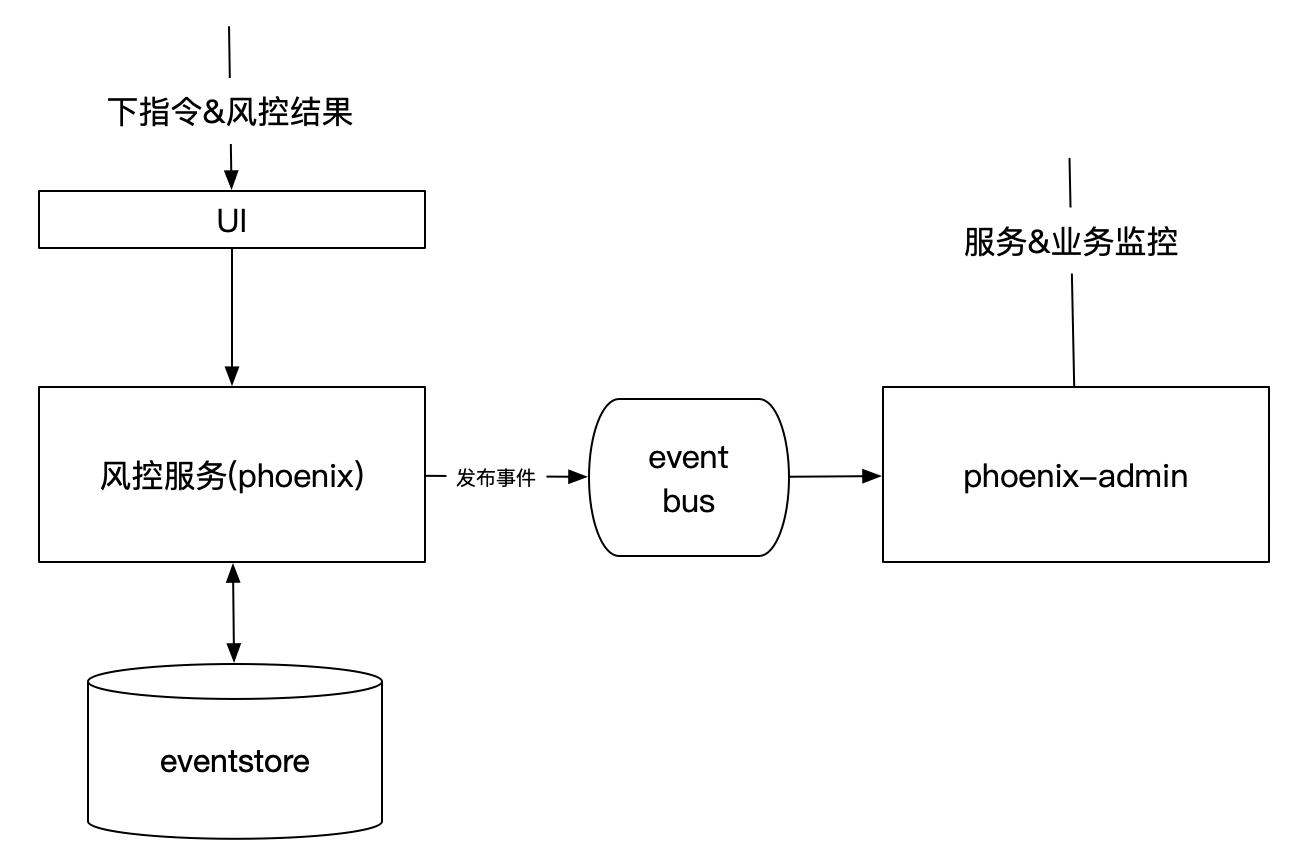 下指令&风控结果
UI
服务&业务监控
风控服务(phoenix)
发布事件
event
bus
phoenix-admin
eventstore